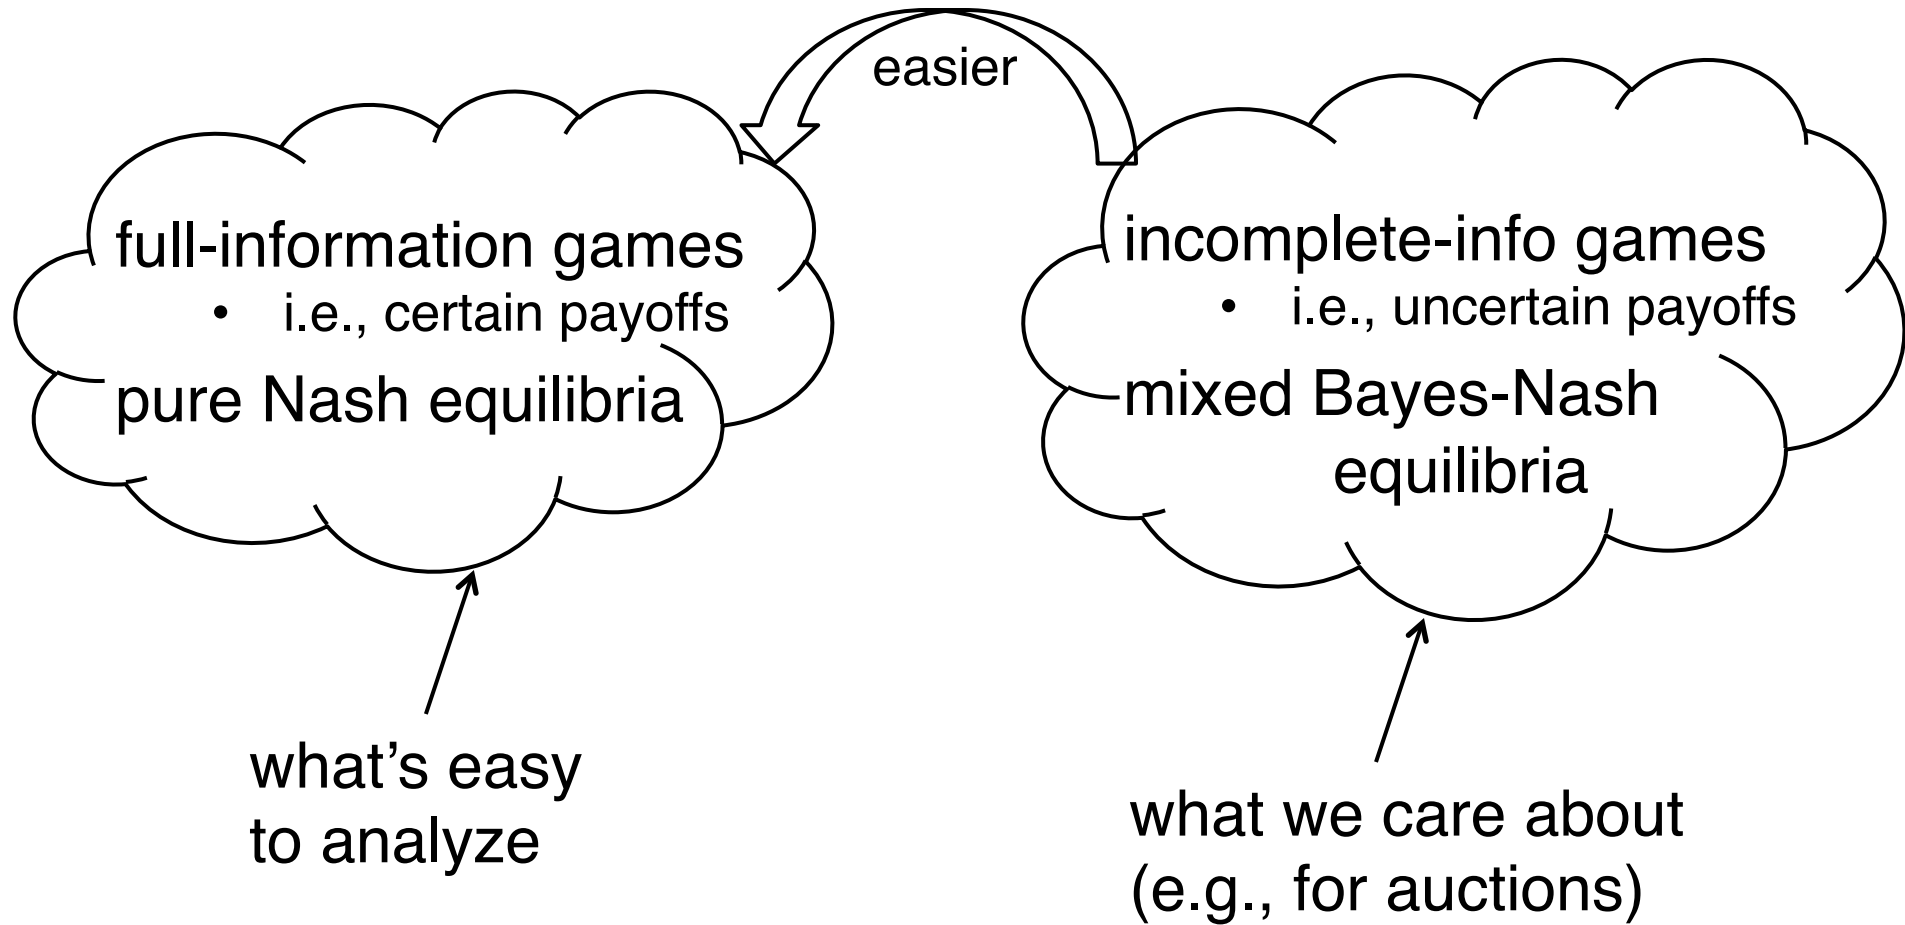 easier
full-information games
• i.e., certain payoffs
pure Nash equilibria
incomplete-info games
• i.e., uncertain payoffs
mixed Bayes-Nash
equilibria
what's easy
to analyze
what we care about
(e.g., for auctions)